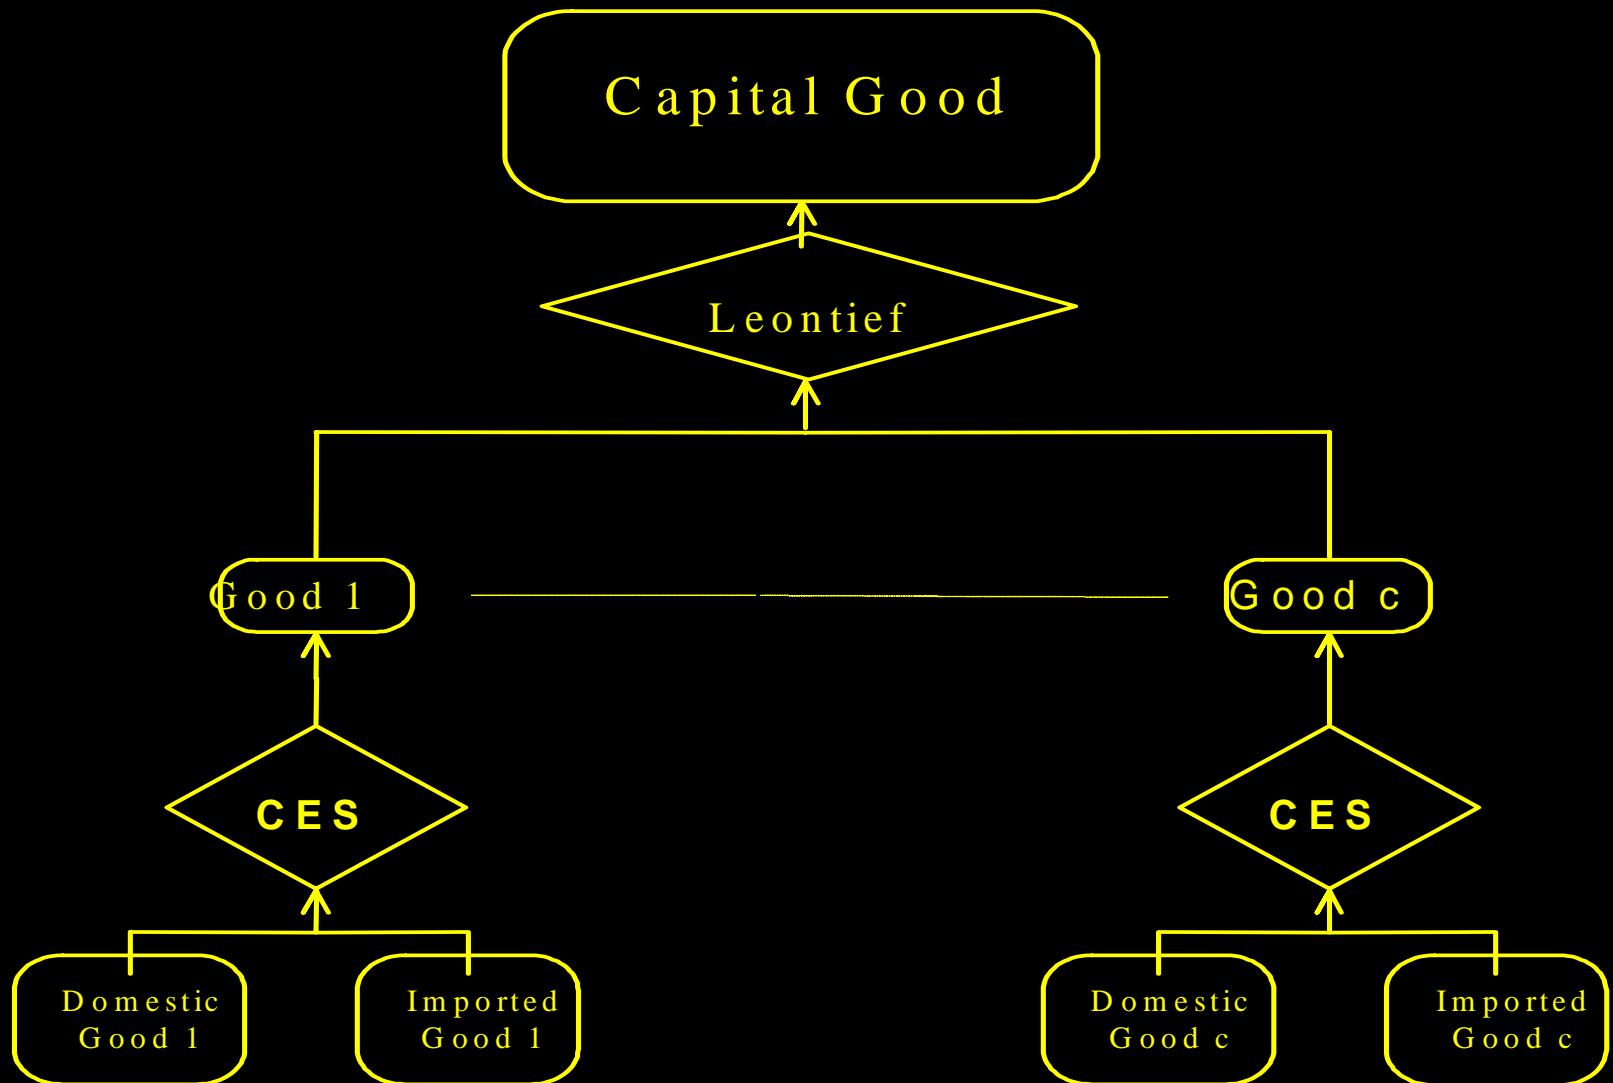 Capital Good
Leontief
Good 1
Good c
CES
CES
Domestic
Good 1
Imported
Good 1
Domestic
Good c
Imported
Good c